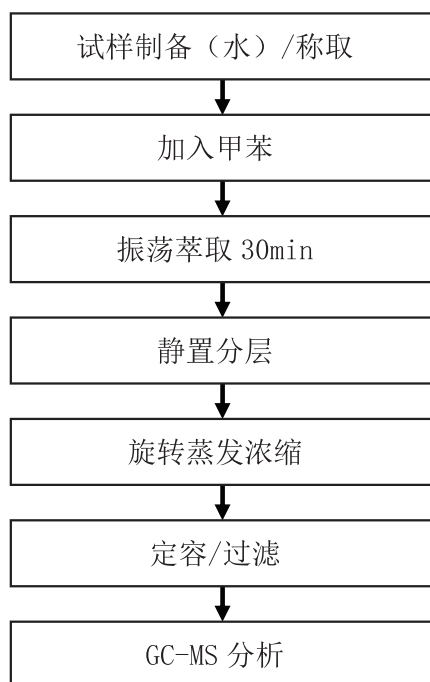 试样制备（水）/称取
加入甲苯
振荡萃取 30min
静置分层
旋转蒸发浓缩
定容/过滤
GC-MS 分析